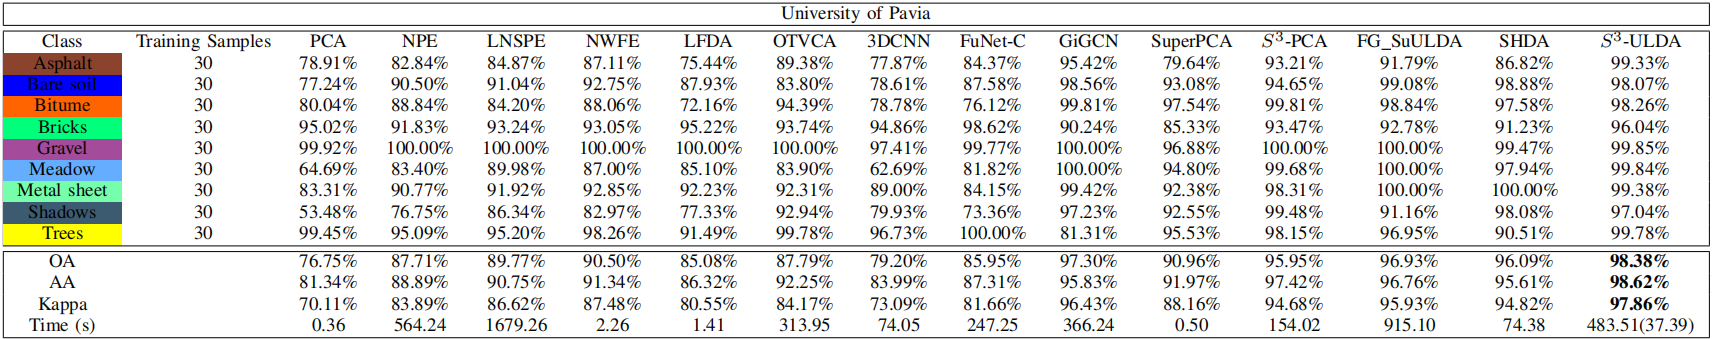 University of Pavia
Class Training Samples PCA NPE LNSPE NWFE LFDA OTVCA 3DCNN FuNet-C GiGCN SuperPCA S³-PCA FG_SuULDA SHDA S³-ULDA
Asphalt 30 78.91% 82.84% 84.87% 87.11% 75.44% 89.38% 77.87% 84.37% 95.42% 79.64% 93.21% 91.79% 86.82% 99.33%
Bare soil 30 77.24% 90.50% 91.04% 92.75% 87.93% 83.80% 78.61% 87.58% 98.56% 93.08% 94.65% 99.08% 98.88% 98.07%
Bitume 30 80.04% 88.84% 84.20% 88.06% 72.16% 94.39% 78.78% 76.12% 99.81% 97.54% 99.81% 98.84% 97.58% 98.26%
Bricks 30 95.02% 91.83% 93.24% 93.05% 95.22% 93.74% 94.86% 98.62% 90.24% 85.33% 93.47% 92.78% 91.23% 96.04%
Gravel 30 99.92% 100.00% 100.00% 100.00% 100.00% 100.00% 97.41% 99.77% 100.00% 96.88% 100.00% 100.00% 99.47% 99.85%
Meadow 30 64.69% 83.40% 89.98% 87.00% 85.10% 83.90% 62.69% 81.82% 100.00% 94.80% 99.68% 100.00% 97.94% 99.84%
Metal sheet 30 83.31% 90.77% 91.92% 92.85% 92.23% 92.31% 89.00% 84.15% 99.42% 92.38% 98.31% 100.00% 100.00% 99.38%
Shadows 30 53.48% 76.75% 86.34% 82.97% 77.33% 92.94% 79.93% 73.36% 97.23% 92.55% 99.48% 91.16% 98.08% 97.04%
Trees 30 99.45% 95.09% 95.20% 98.26% 91.49% 99.78% 96.73% 100.00% 81.31% 95.53% 98.15% 96.95% 90.51% 99.78%
OA 76.75% 87.71% 89.77% 90.50% 85.08% 87.79% 79.20% 85.95% 97.30% 90.96% 95.95% 96.93% 96.09% 98.38%
AA 81.34% 88.89% 90.75% 91.34% 86.32% 92.25% 83.99% 87.31% 95.83% 91.97% 97.42% 96.76% 95.61% 98.62%
Kappa 70.11% 83.89% 86.62% 87.48% 80.55% 84.17% 73.09% 81.66% 96.43% 88.16% 94.68% 95.93% 94.82% 97.86%
Time (s) 0.36 564.24 1679.26 2.26 1.41 313.95 74.05 247.25 366.24 0.50 154.02 915.10 74.38 483.51(37.39)